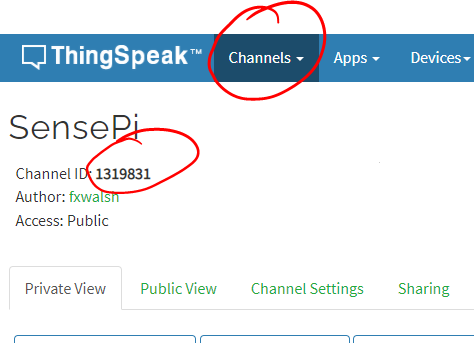 ThingSpeak™ Channels Apps Devices
SensePi
Channel ID: 1319831
Author: fxwalsh
Access: Public
Private View Public View Channel Settings Sharing